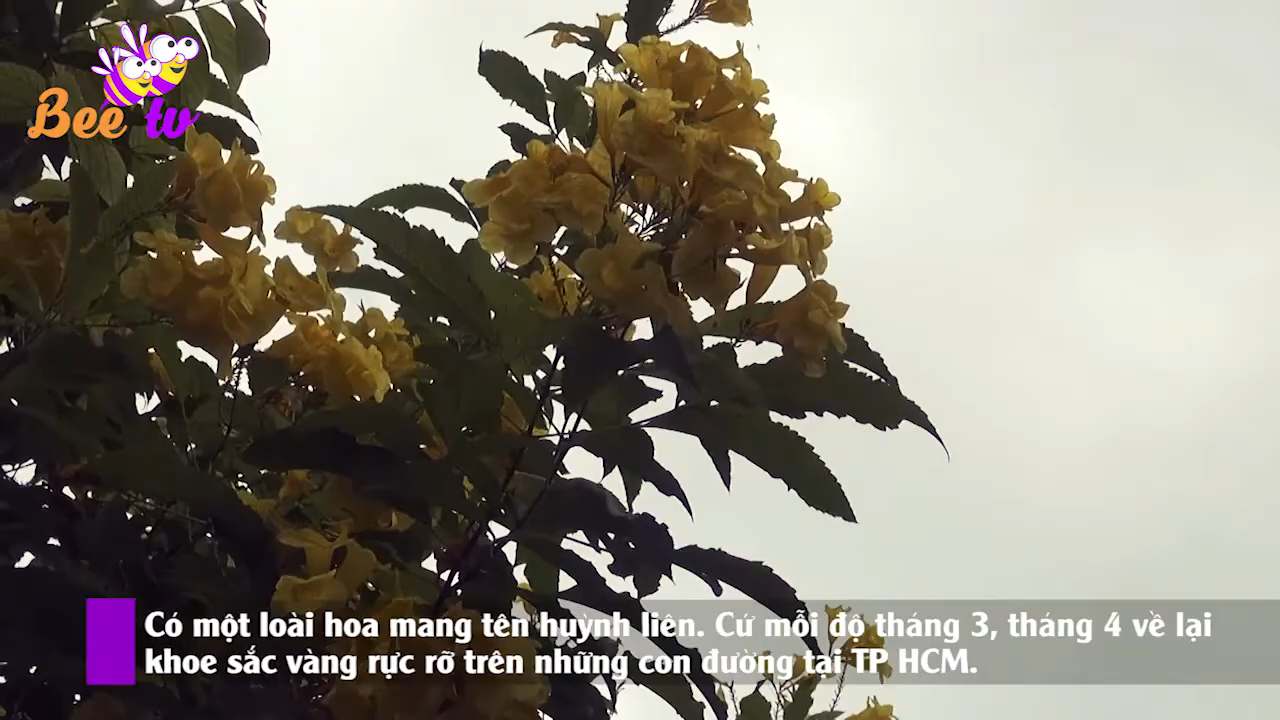 Bee tv
Có một loài hoa mang tên huỳnh liên. Cứ mỗi độ tháng 3, tháng 4 về lại
khoe sắc vàng rực rỡ trên những con đường tại TP HCM.